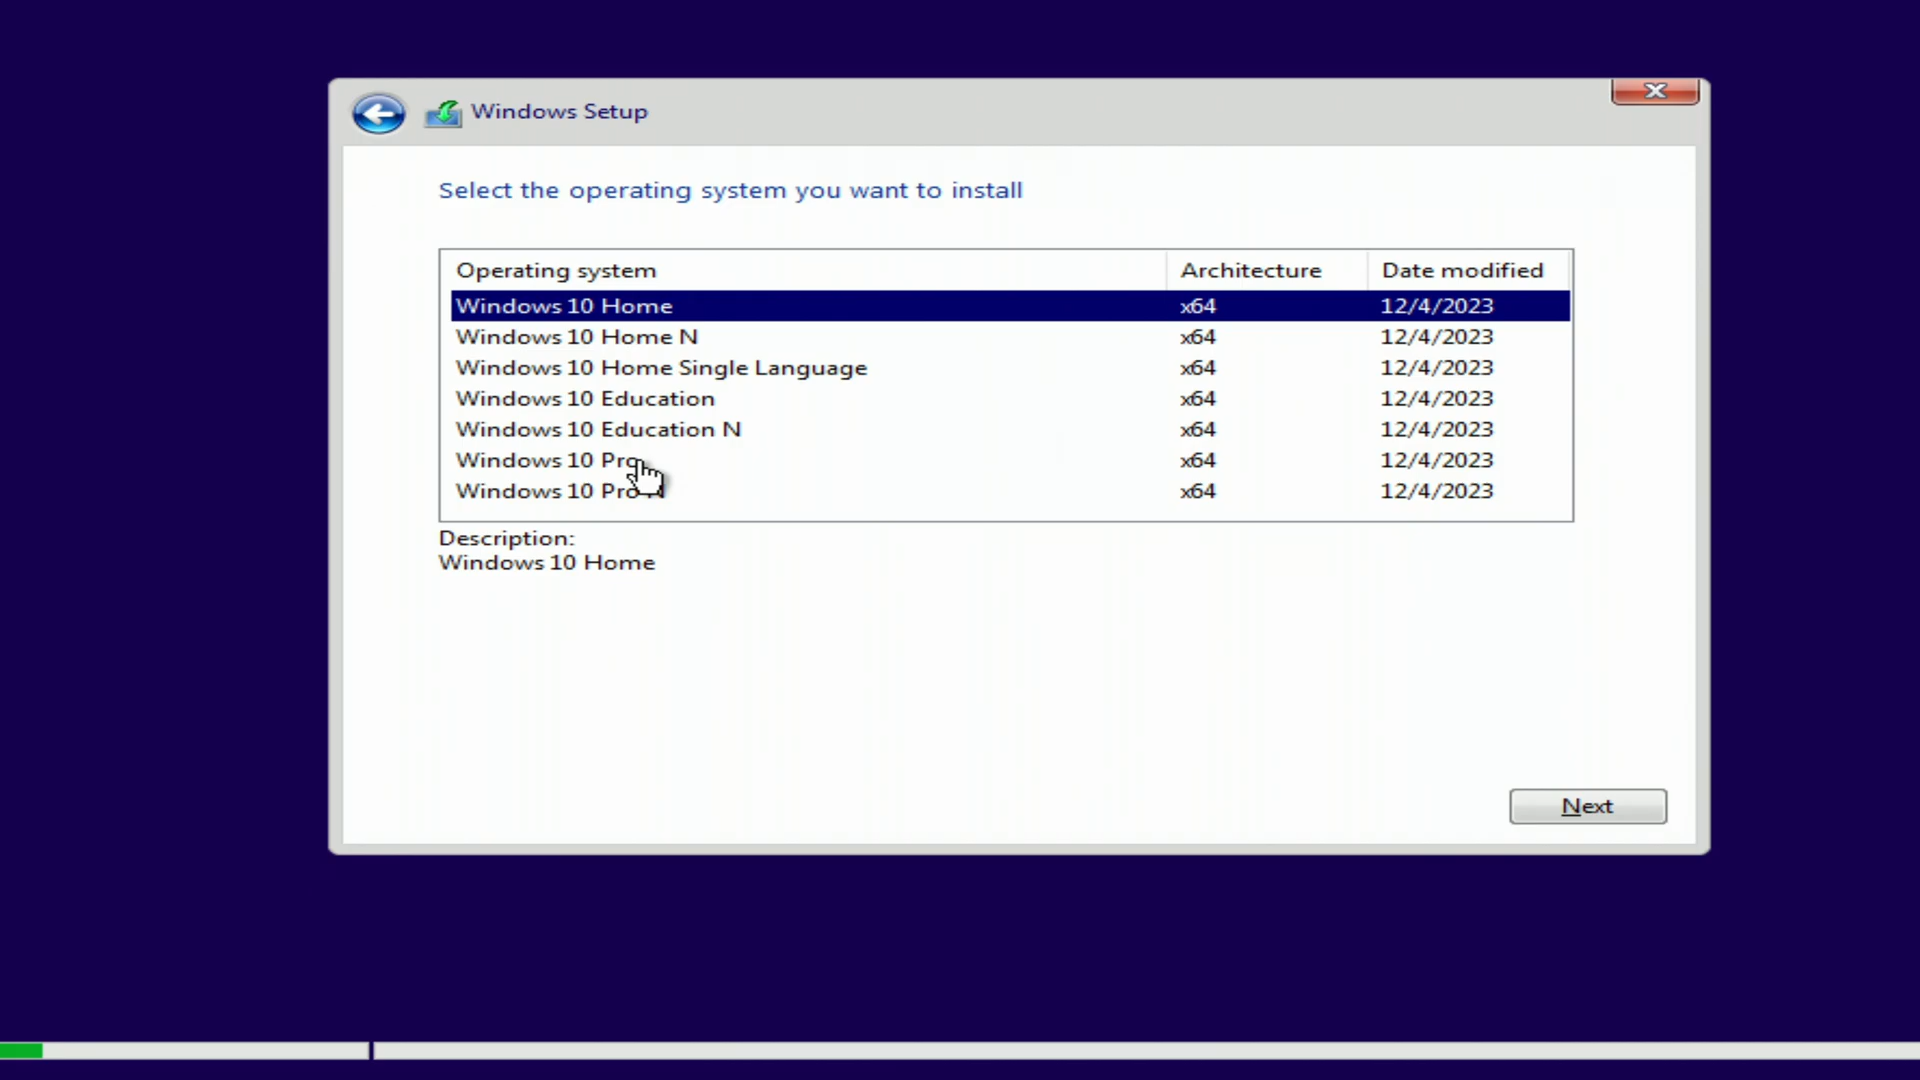 Windows Setup
Select the operating system you want to install
Operating system Architecture Date modified
Windows 10 Home x64 12/4/2023
Windows 10 Home N x64 12/4/2023
Windows 10 Home Single Language x64 12/4/2023
Windows 10 Education x64 12/4/2023
Windows 10 Education N x64 12/4/2023
Windows 10 Pro x64 12/4/2023
Windows 10 Pro N x64 12/4/2023
Description:
Windows 10 Home
Next